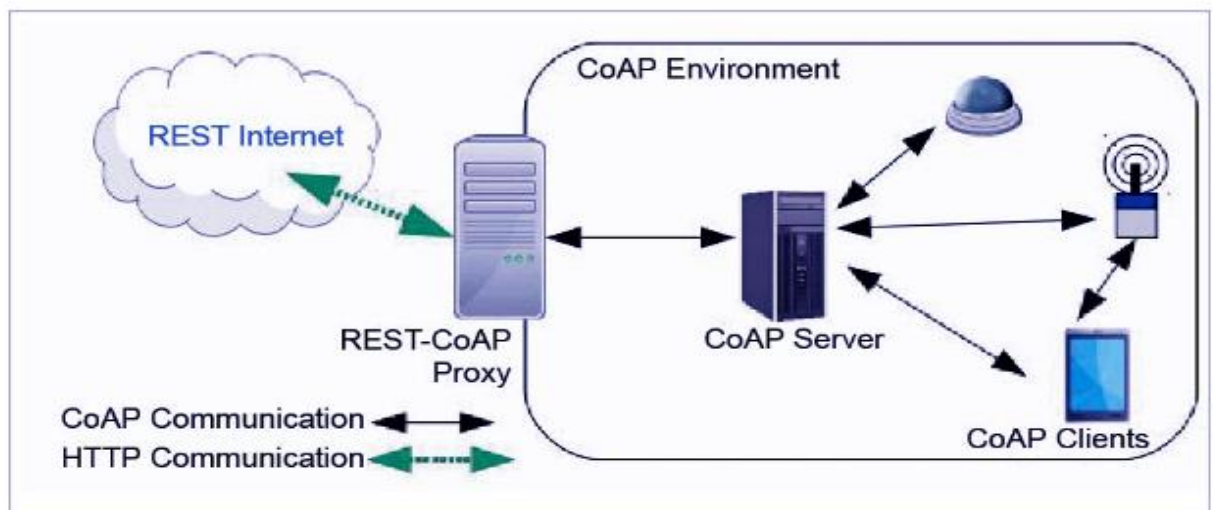 CoAP Environment
REST Internet
REST-CoAP
Proxy
CoAP Server
CoAP Clients
CoAP Communication
HTTP Communication